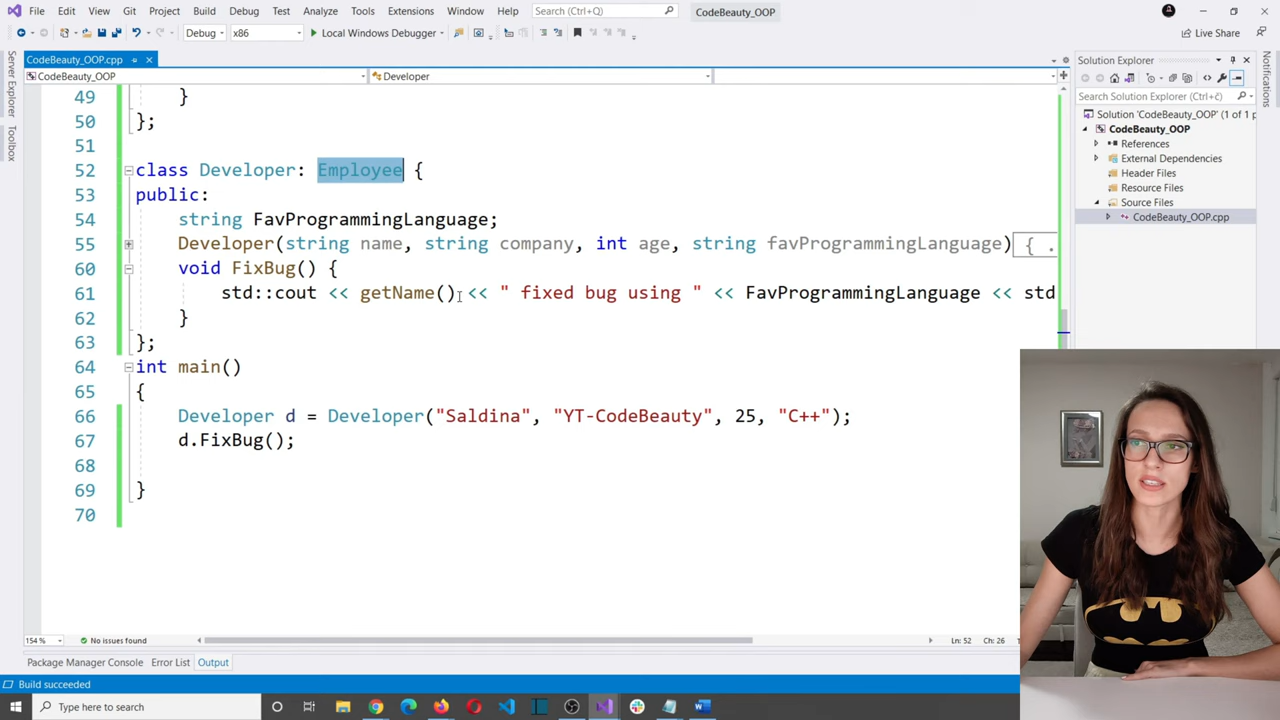 File Edit View Git Project Build Debug Test Analyze Tools Extensions Window Help Search (Ctrl+Q) CodeBeauty_OOP
Debug x86 Local Windows Debugger Live Share
CodeBeauty_OOP.cpp
CodeBeauty_OOP Developer
Server Explorer
Toolbox
49 }
50 };
51
52 class Developer: Employee {
53 public:
54 string FavProgrammingLanguage;
55 Developer(string name, string company, int age, string favProgrammingLanguage){ .
60 void FixBug() {
61 std::cout << getName() << " fixed bug using " << FavProgrammingLanguage << std
62 }
63 };
64 int main()
65 {
66 Developer d = Developer("Saldina", "YT-CodeBeauty", 25, "C++");
67 d.FixBug();
68
69 }
70
Solution Explorer
Search Solution Explorer (Ctrl+č)
Solution 'CodeBeauty_OOP' (1 of 1 p
CodeBeauty_OOP
References
External Dependencies
Header Files
Resource Files
Source Files
CodeBeauty_OOP.cpp
Notifications
154 % No issues found Ln: 52 Ch: 26
Package Manager Console Error List Output
Build succeeded
Type here to search